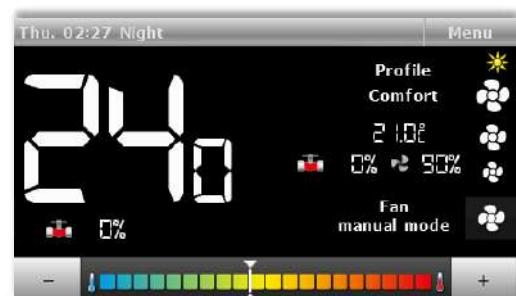 Thu. 02:27 Night Menu
Profile
Comfort
24.0
21.0°C
0% 90%
Fan
manual mode
0%
- +